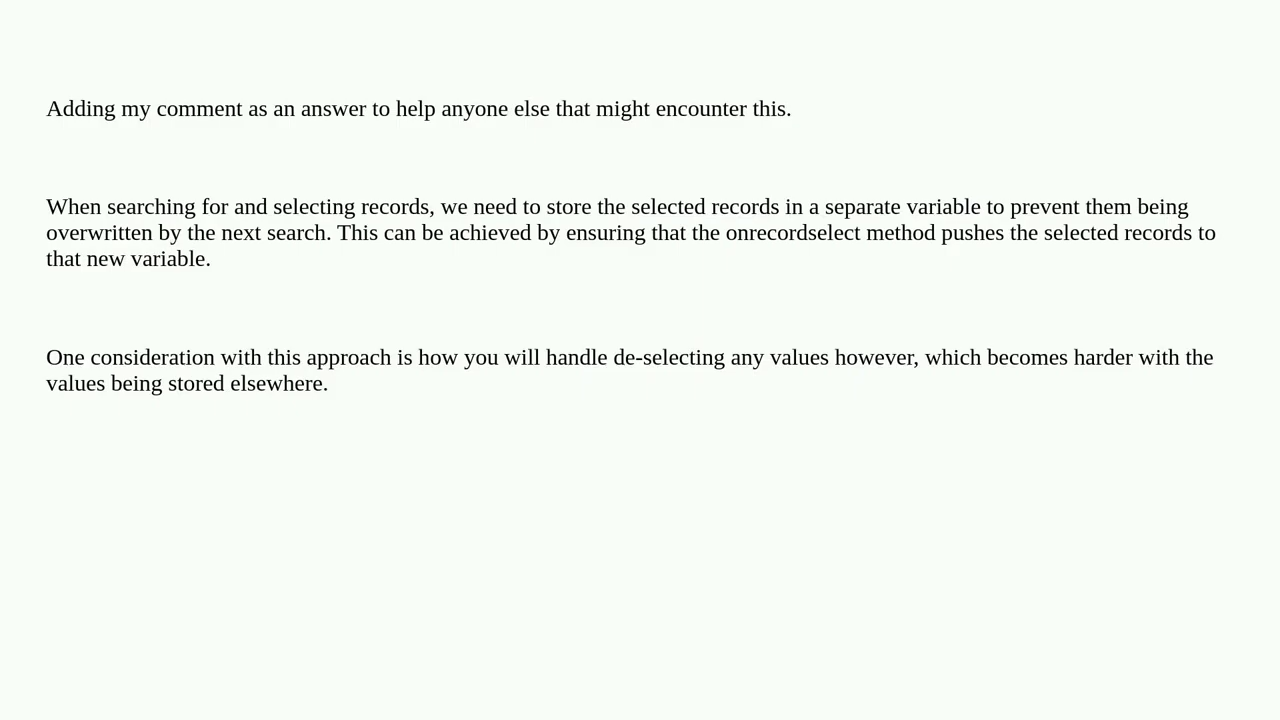 Adding my comment as an answer to help anyone else that might encounter this.
When searching for and selecting records, we need to store the selected records in a separate variable to prevent them being
overwritten by the next search. This can be achieved by ensuring that the onrecordselect method pushes the selected records to
that new variable.
One consideration with this approach is how you will handle de-selecting any values however, which becomes harder with the
values being stored elsewhere.